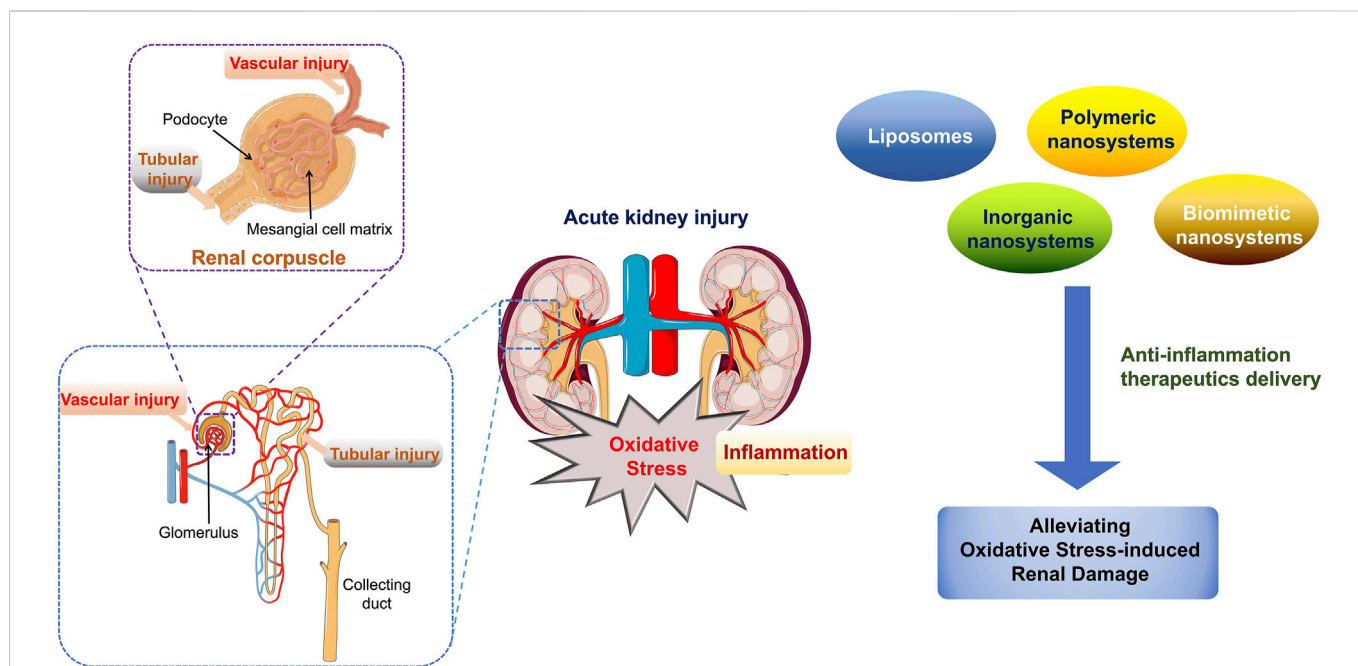 Vascular injury
Podocyte
Tubular
injury
Mesangial cell matrix
Renal corpuscle
Vascular injury
Tubular injury
Glomerulus
Collecting
duct
Acute kidney injury
Oxidative
Stress
Inflammation
Liposomes
Polymeric
nanosystems
Inorganic
nanosystems
Biomimetic
nanosystems
Anti-inflammation
therapeutics delivery
Alleviating
Oxidative Stress-induced
Renal Damage